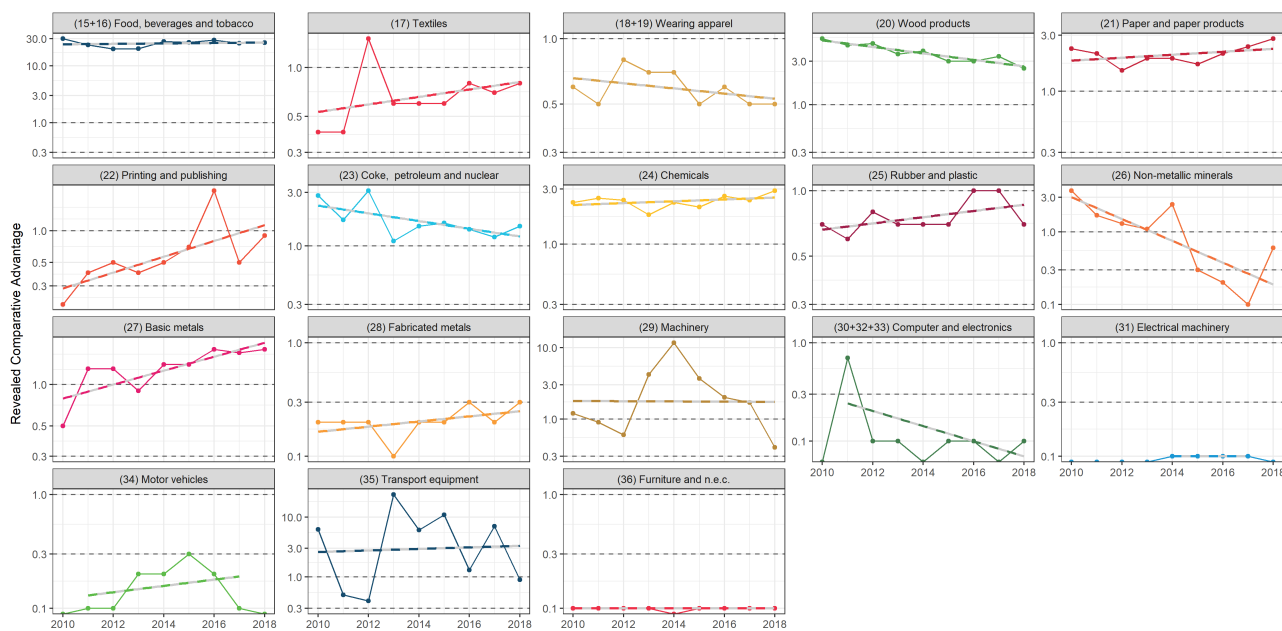 (15+16) Food, beverages and tobacco
(17) Textiles
(18+19) Wearing apparel
(20) Wood products
(21) Paper and paper products
30.0
10.0
3.0
1.0
0.3
1.0
0.5
0.3
1.0
0.5
0.3
3.0
1.0
0.3
3.0
1.0
0.3
(22) Printing and publishing
(23) Coke, petroleum and nuclear
(24) Chemicals
(25) Rubber and plastic
(26) Non-metallic minerals
1.0
0.5
0.3
3.0
1.0
0.3
3.0
1.0
0.3
1.0
0.5
0.3
3.0
1.0
0.3
0.1
Revealed Comparative Advantage
(27) Basic metals
(28) Fabricated metals
(29) Machinery
(30+32+33) Computer and electronics
(31) Electrical machinery
1.0
0.5
0.3
1.0
0.3
0.1
10.0
3.0
1.0
0.3
1.0
0.3
0.1
1.0
0.3
0.1
2010 2012 2014 2016 2018
2010 2012 2014 2016 2018
(34) Motor vehicles
(35) Transport equipment
(36) Furniture and n.e.c.
1.0
0.3
0.1
10.0
3.0
1.0
0.3
1.0
0.3
0.1
2010 2012 2014 2016 2018
2010 2012 2014 2016 2018
2010 2012 2014 2016 2018